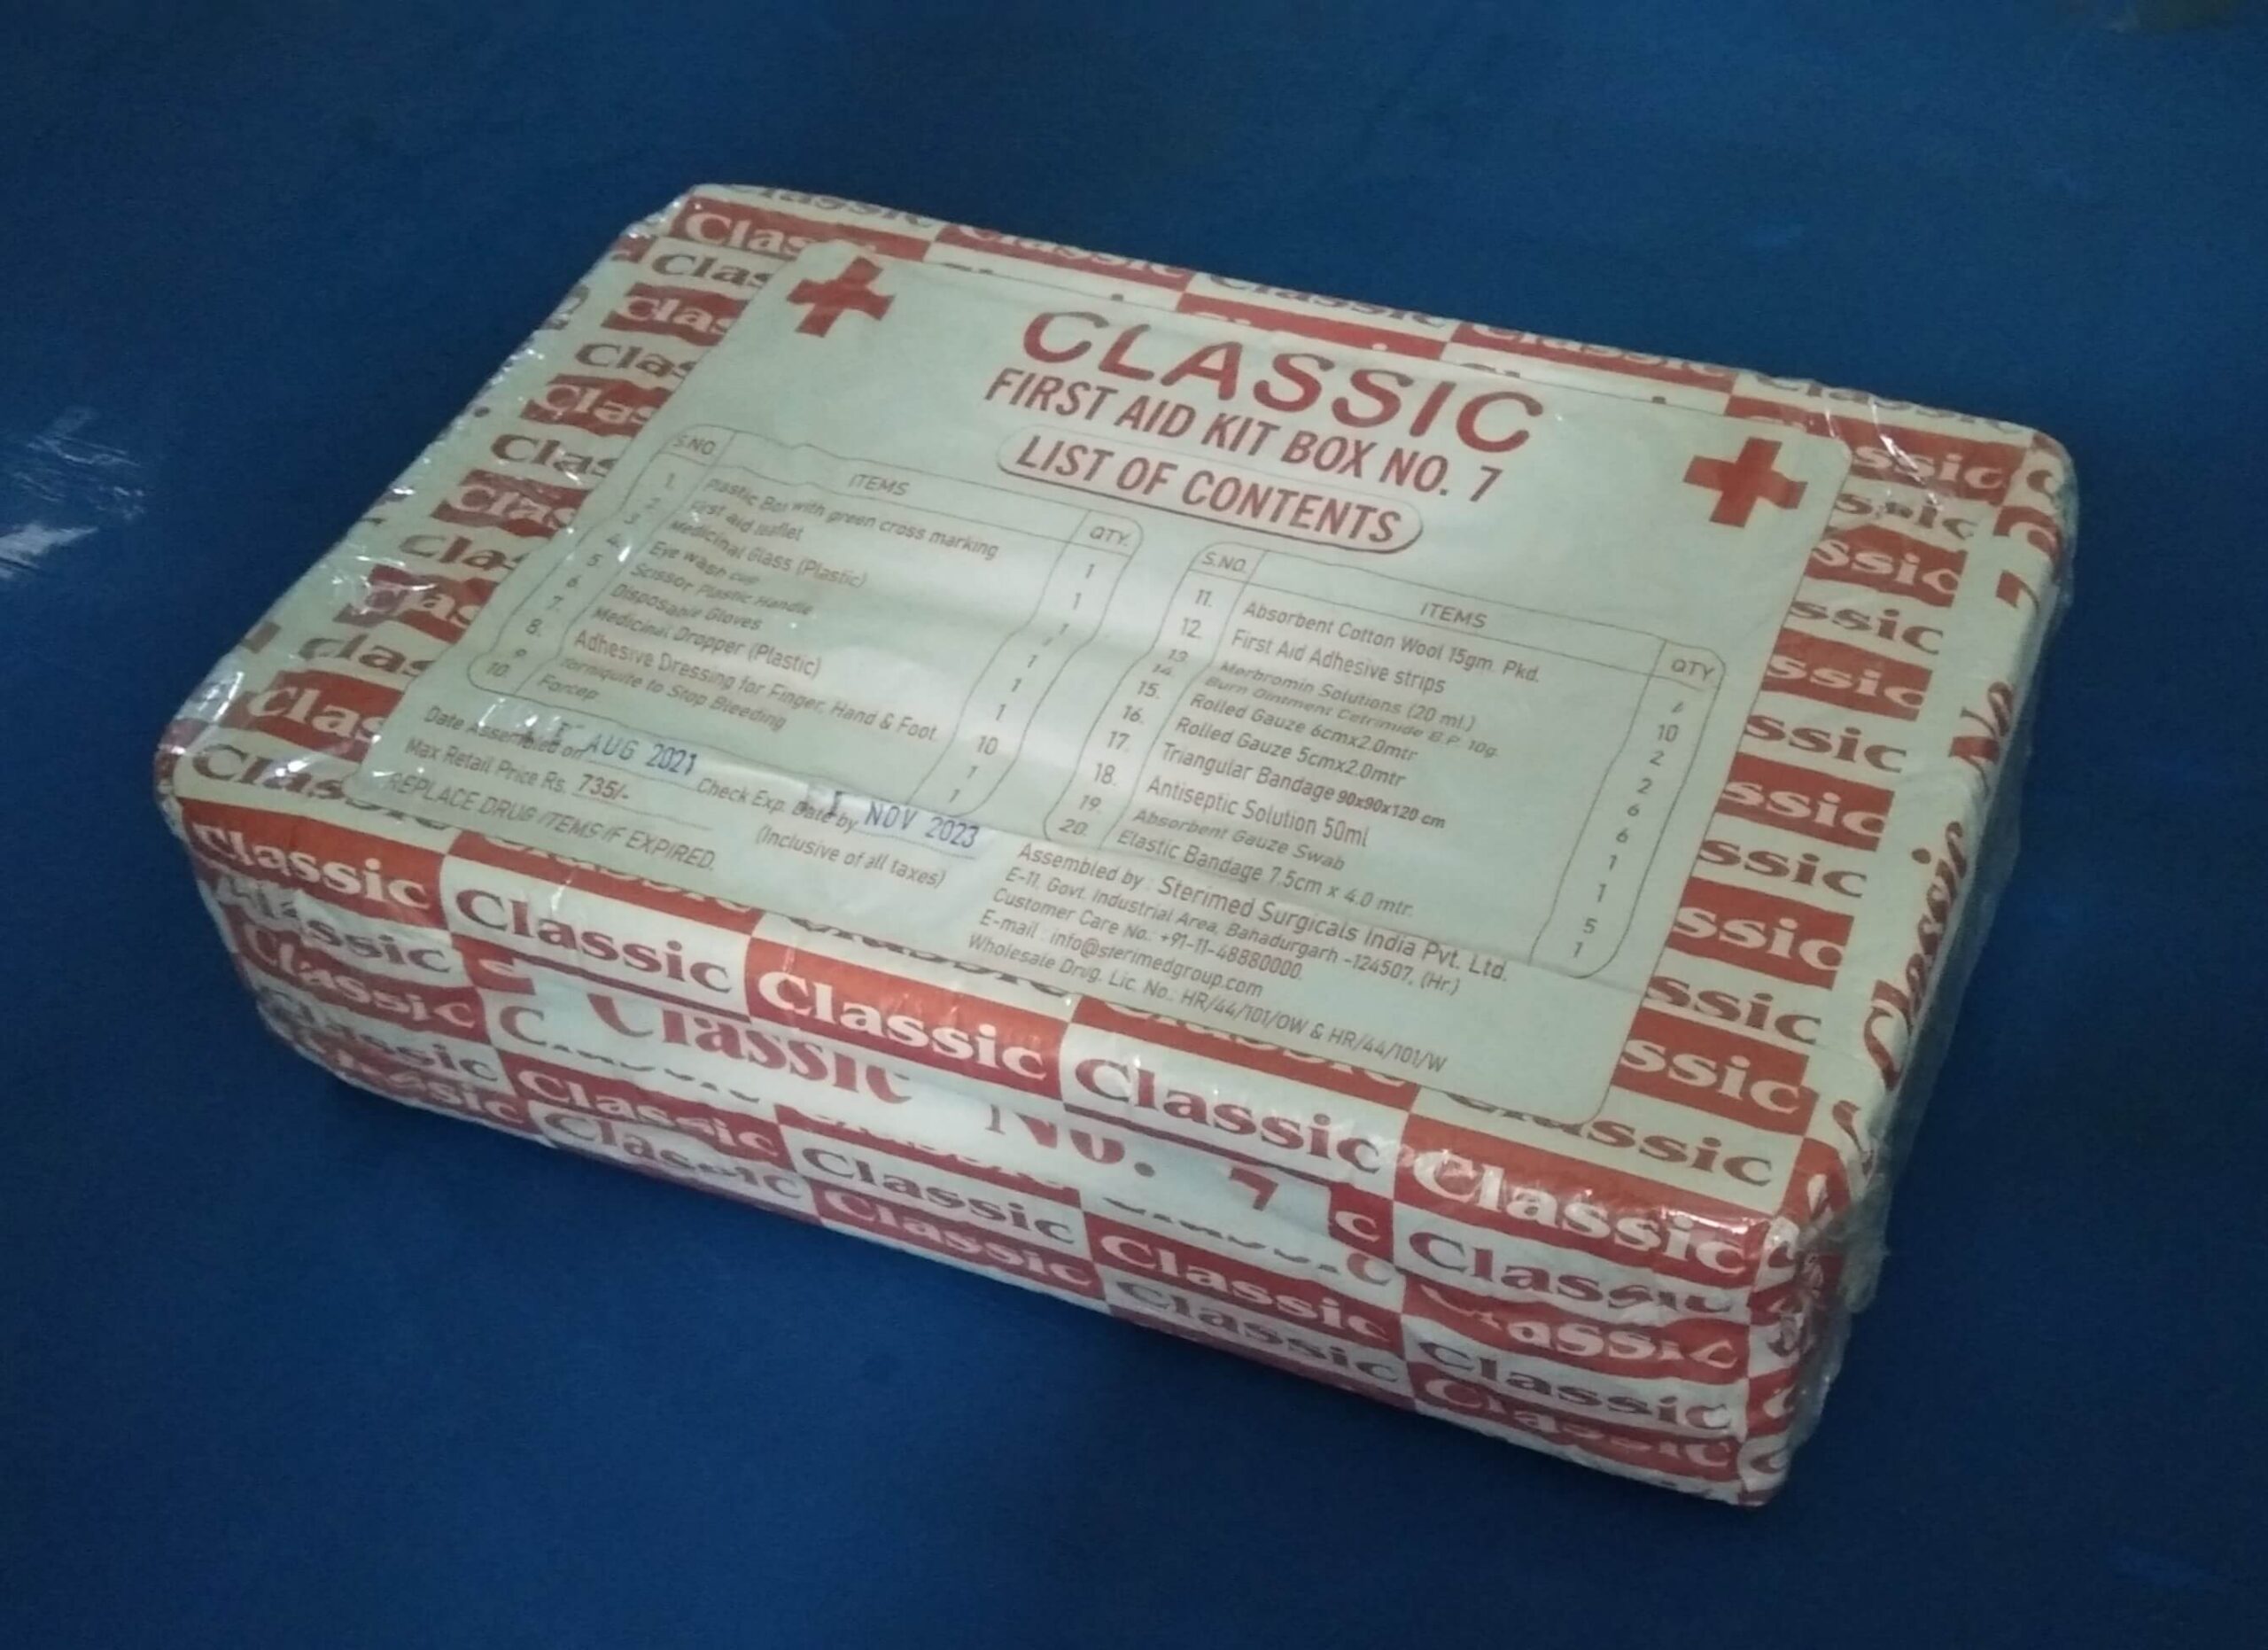 CLASSIC
FIRST AID KIT BOX NO. 7
LIST OF CONTENTS
S.NO. ITEMS QTY.
1. Plastic Box with green cross marking 1
2. First aid leaflet 1
3. Medicinal Glass (Plastic) 1
4. Eye wash cup 1
5. Scissor Plastic Handle 1
6. Disposable Gloves 1
7. Medicinal Dropper (Plastic)
8. Adhesive Dressing for Finger, Hand & Foot. 10
9. Torniquite to Stop Bleeding 1
10. Forcep 1
S.NO. ITEMS QTY.
11. Absorbent Cotton Wool 15gm. Pkd.
12. First Aid Adhesive strips 10
13. Merbromin Solutions (20 ml.) 2
14. Burn Ointment Cetrimide B.P. 10g. 2
15. Rolled Gauze 6cmx2.0mtr 6
16. Rolled Gauze 5cmx2.0mtr 6
17. Triangular Bandage 90x90x120 cm 1
18. Antiseptic Solution 50ml 1
19. Absorbent Gauze Swab 5
20. Elastic Bandage 7.5cm x 4.0 mtr. 1
Date Assembled on AUG 2021 Check Exp. Date by NOV 2023
Max Retail Price Rs. 735/- (Inclusive of all taxes)
REPLACE DRUG ITEMS IF EXPIRED.
Assembled by : Sterimed Surgicals India Pvt. Ltd.
E-11, Govt. Industrial Area, Bahadurgarh -124507, (Hr.)
Customer Care No.: +91-11-48880000
E-mail : info@sterimedgroup.com
Wholesale Drug. Lic. No.: HR/44/101/OW & HR/44/101/W
Classic No. 7
Classic No. 7
Classic Classic Classic Classic Classic
Classic Classic
Classic Classic Classic
Classic Classic Classic Classic